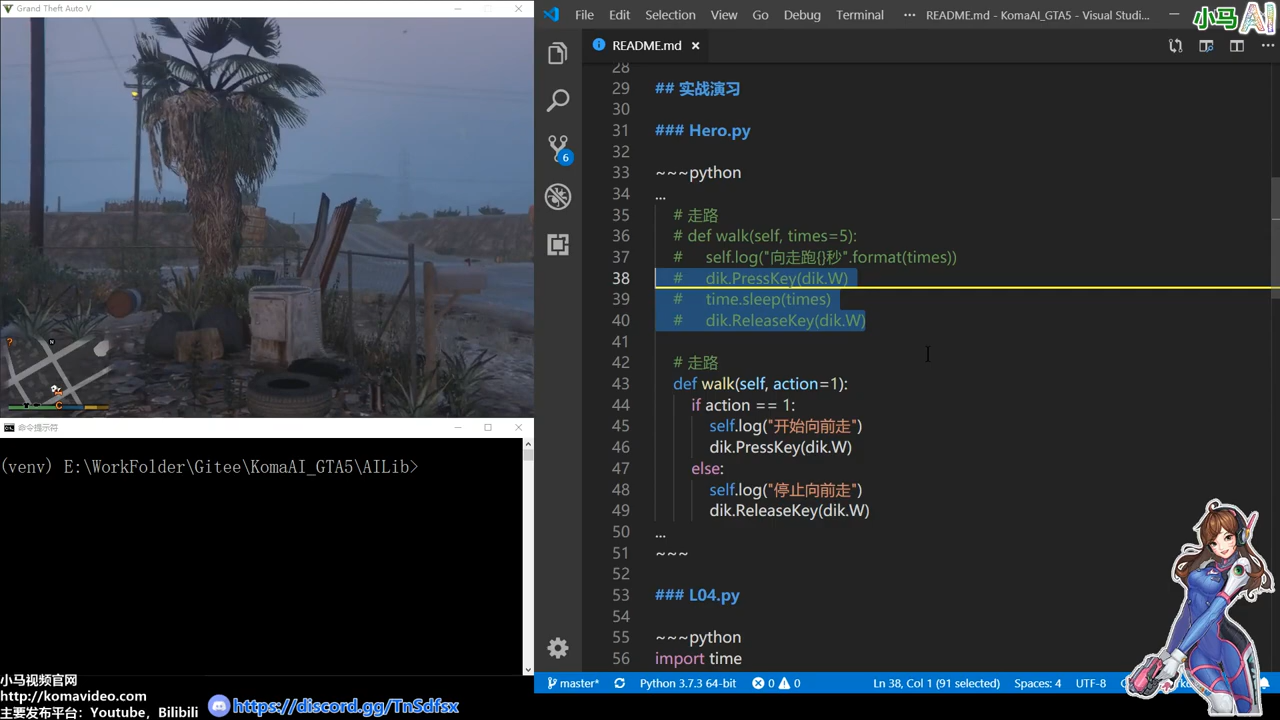 Grand Theft Auto V
File Edit Selection View Go Debug Terminal ··· README.md - KomaAI_GTA5 - Visual Studi...
小马AI
README.md
28
29 ## 实战演习
30
31 ### Hero.py
32
33 ~~~python
34 ...
35 # 走路
36 # def walk(self, times=5):
37 # self.log("向走跑{}秒".format(times))
38 # dik.PressKey(dik.W)
39 # time.sleep(times)
40 # dik.ReleaseKey(dik.W)
41
42 # 走路
43 def walk(self, action=1):
44 if action == 1:
45 self.log("开始向前走")
46 dik.PressKey(dik.W)
47 else:
48 self.log("停止向前走")
49 dik.ReleaseKey(dik.W)
50 ...
51 ~~~
52
53 ### L04.py
54
55 ~~~python
56 import time
6
命令提示符
(venv) E:\WorkFolder\Gitee\KomaAI_GTA5\AILib>
master* Python 3.7.3 64-bit 0 0 Ln 38, Col 1 (91 selected) Spaces: 4 UTF-8
小马视频官网
http://komavideo.com
主要发布平台：Youtube，Bilibili
https://discord.gg/TnSdfsx